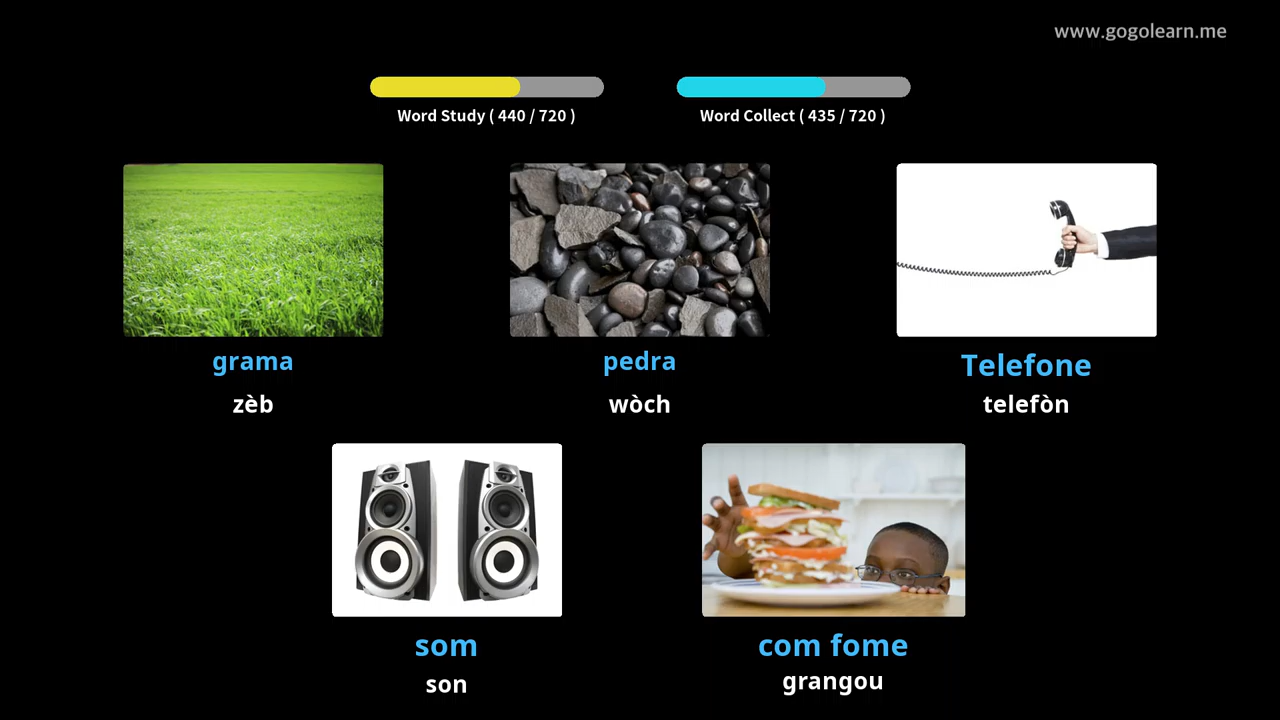 www.gogolearn.me
Word Study ( 440 / 720 )
Word Collect ( 435 / 720 )
grama
pedra
Telefone
zèb
wòch
telefòn
som
com fome
son
grangou